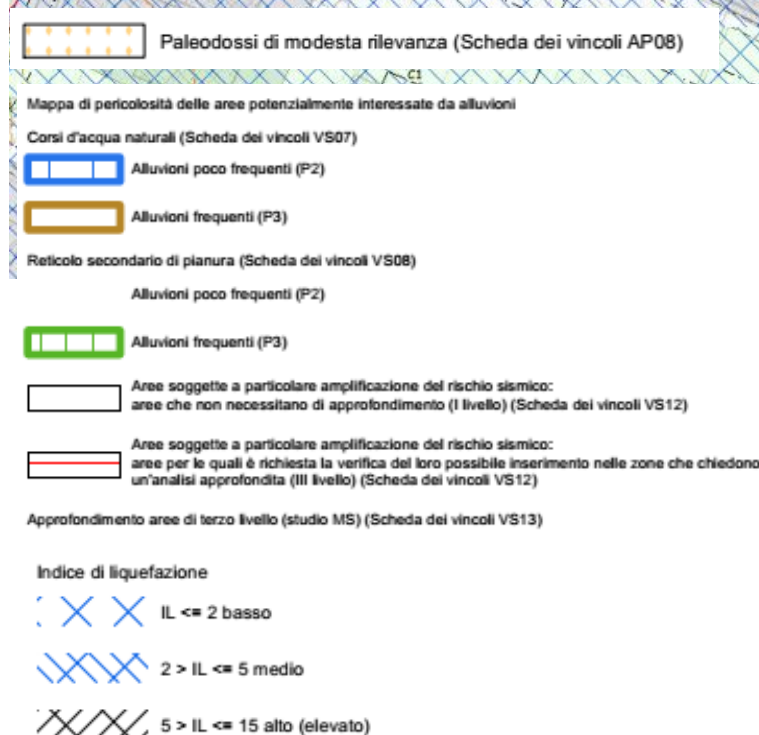 Paleodossi di modesta rilevanza (Scheda dei vincoli AP08)
C1
Mappa di pericolosità delle aree potenzialmente interessate da alluvioni
Corsi d'acqua naturali (Scheda dei vincoli VS07)
Alluvioni poco frequenti (P2)
Alluvioni frequenti (P3)
Reticolo secondario di pianura (Scheda dei vincoli VS08)
Alluvioni poco frequenti (P2)
Alluvioni frequenti (P3)
Aree soggette a particolare amplificazione del rischio sismico:
aree che non necessitano di approfondimento (I livello) (Scheda dei vincoli VS12)
Aree soggette a particolare amplificazione del rischio sismico:
aree per le quali è richiesta la verifica del loro possibile inserimento nelle zone che chiedono
un'analisi approfondita (III livello) (Scheda dei vincoli VS12)
Approfondimento aree di terzo livello (studio MS) (Scheda dei vincoli VS13)
Indice di liquefazione
IL <= 2 basso
2 > IL <= 5 medio
5 > IL <= 15 alto (elevato)